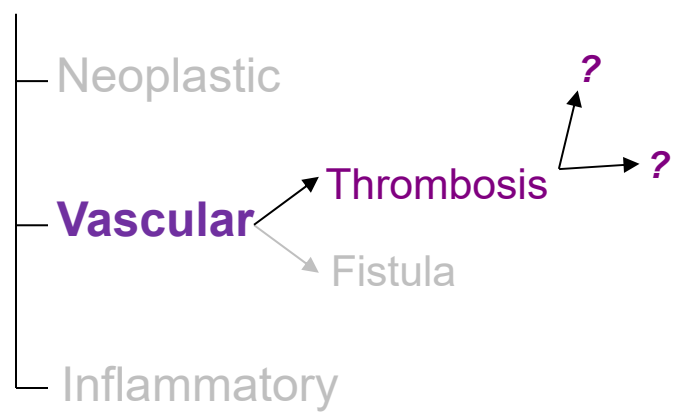 Neoplastic
?
Thrombosis
?
Vascular
Fistula
Inflammatory